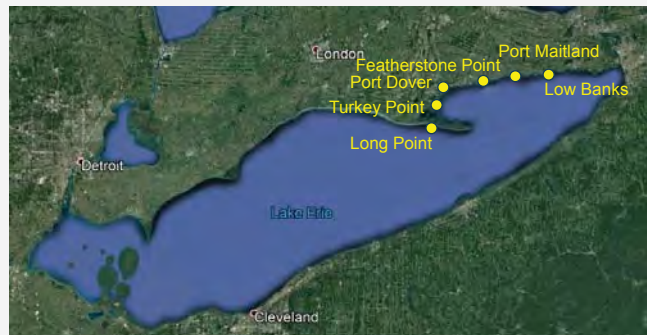 Port Maitland
London
Featherstone Point
Port Dover
Low Banks
Turkey Point
Long Point
Detroit
Lake Erie
Cleveland